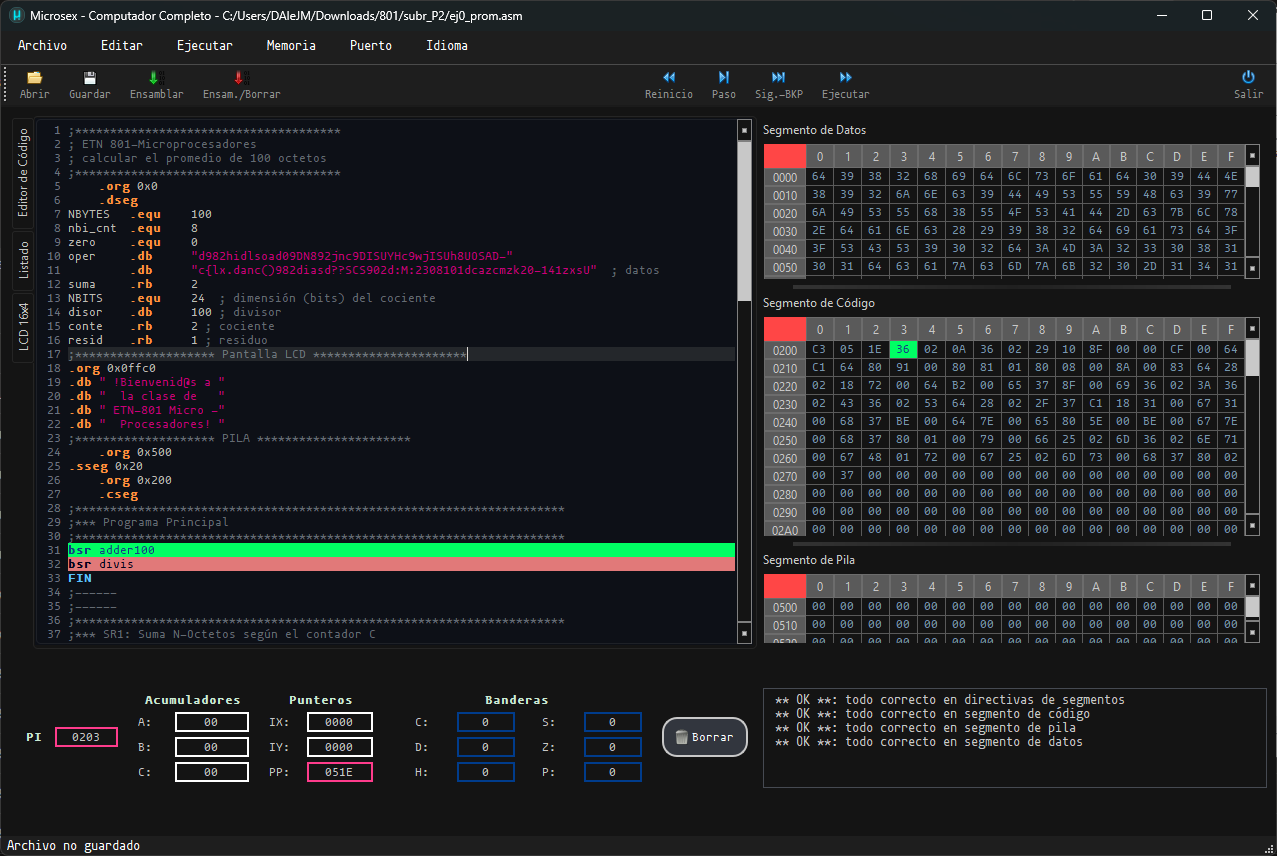 Microsex - Computador Completo - C:/Users/DAleJM/Downloads/801/subr_P2/ej0_prom.asm
Archivo Editar Ejecutar Memoria Puerto Idioma
Abrir Guardar Ensamblar Ensam./Borrar Reinicio Paso Sig.-BKP Ejecutar Salir
Editor de Código
Listado
LCD 16x4
1 ;**************************************
2 ; ETN 801-Microprocesadores
3 ; calcular el promedio de 100 octetos
4 ;**************************************
5 .org 0x0
6 .dseg
7 NBYTES .equ 100
8 nbi_cnt .equ 8
9 zero .equ 0
10 oper .db "d982hidlsoad09DN892jnc9DISUYHc9wjISUh8UOSAD-"
11 .db "c{lx.danc()982diasd??SCS902d:M:2308101dcazcmzk20-141zxsU" ; datos
12 suma .rb 2
13 NBITS .equ 24 ; dimensión (bits) del cociente
14 disor .db 100 ; divisor
15 conte .rb 2 ; cociente
16 resid .rb 1 ; residuo
17 ;******************** Pantalla LCD **********************
18 .org 0x0ffc0
19 .db " !Bienvenid@s a "
20 .db "  la clase de   "
21 .db " ETN-801 Micro -"
22 .db "  Procesadores! "
23 ;******************** PILA **********************
24 .org 0x500
25 .sseg 0x20
26 .org 0x200
27 .cseg
28 ;**********************************************************************
29 ;*** Programa Principal
30 ;**********************************************************************
31 bsr adder100
32 bsr divis
33 FIN
34 ;------
35 ;------
36 ;**********************************************************************
37 ;*** SR1: Suma N-Octetos según el contador C
Segmento de Datos
0 1 2 3 4 5 6 7 8 9 A B C D E F
0000 64 39 38 32 68 69 64 6C 73 6F 61 64 30 39 44 4E
0010 38 39 32 6A 6E 63 39 44 49 53 55 59 48 63 39 77
0020 6A 49 53 55 68 38 55 4F 53 41 44 2D 63 7B 6C 78
0030 2E 64 61 6E 63 28 29 39 38 32 64 69 61 73 64 3F
0040 3F 53 43 53 39 30 32 64 3A 4D 3A 32 33 30 38 31
0050 30 31 64 63 61 7A 63 6D 7A 6B 32 30 2D 31 34 31
Segmento de Código
0 1 2 3 4 5 6 7 8 9 A B C D E F
0200 C3 05 1E 36 02 0A 36 02 29 10 8F 00 00 CF 00 64
0210 C1 64 80 91 00 80 81 01 80 08 00 8A 00 83 64 28
0220 02 18 72 00 64 B2 00 65 37 8F 00 69 36 02 3A 36
0230 02 43 36 02 53 64 28 02 2F 37 C1 18 31 00 67 31
0240 00 68 37 BE 00 64 7E 00 65 80 5E 00 BE 00 67 7E
0250 00 68 37 80 01 00 79 00 66 25 02 6D 36 02 6E 71
0260 00 67 48 01 72 00 67 25 02 6D 73 00 68 37 80 02
0270 00 37 00 00 00 00 00 00 00 00 00 00 00 00 00 00
0280 00 00 00 00 00 00 00 00 00 00 00 00 00 00 00 00
0290 00 00 00 00 00 00 00 00 00 00 00 00 00 00 00 00
02A0 00 00 00 00 00 00 00 00 00 00 00 00 00 00 00 00
Segmento de Pila
0 1 2 3 4 5 6 7 8 9 A B C D E F
0500 00 00 00 00 00 00 00 00 00 00 00 00 00 00 00 00
0510 00 00 00 00 00 00 00 00 00 00 00 00 00 00 00 00
Acumuladores Punteros Banderas
A: 00 IX: 0000 C: 0 S: 0
PI 0203 B: 00 IY: 0000 D: 0 Z: 0
C: 00 PP: 051E H: 0 P: 0
Borrar
** OK **: todo correcto en directivas de segmentos
** OK **: todo correcto en segmento de código
** OK **: todo correcto en segmento de pila
** OK **: todo correcto en segmento de datos
Archivo no guardado